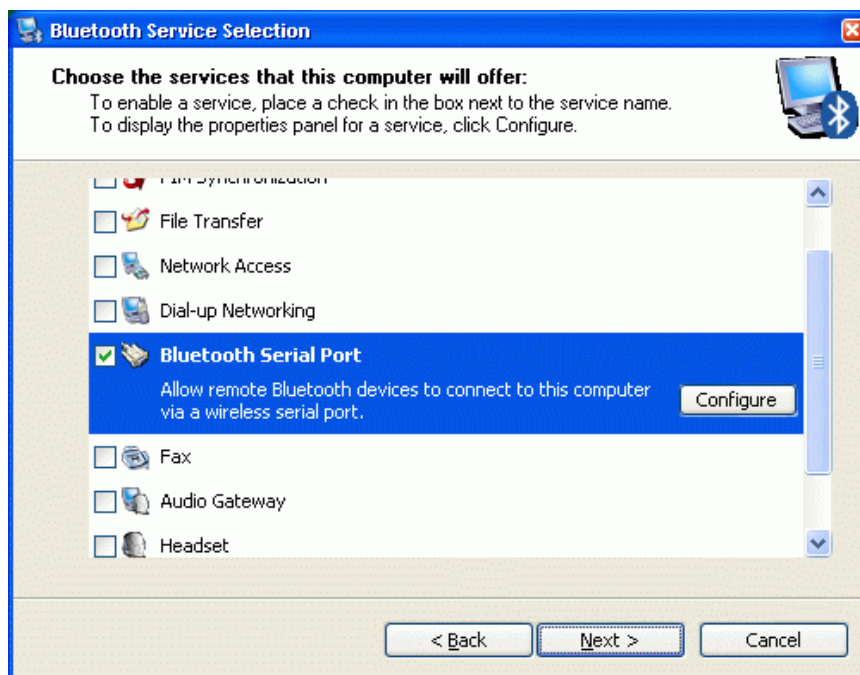 Bluetooth Service Selection
Choose the services that this computer will offer:
To enable a service, place a check in the box next to the service name.
To display the properties panel for a service, click Configure.
PIM Synchronization
File Transfer
Network Access
Dial-up Networking
Bluetooth Serial Port
Allow remote Bluetooth devices to connect to this computer
via a wireless serial port.
Configure
Fax
Audio Gateway
Headset
< Back
Next >
Cancel